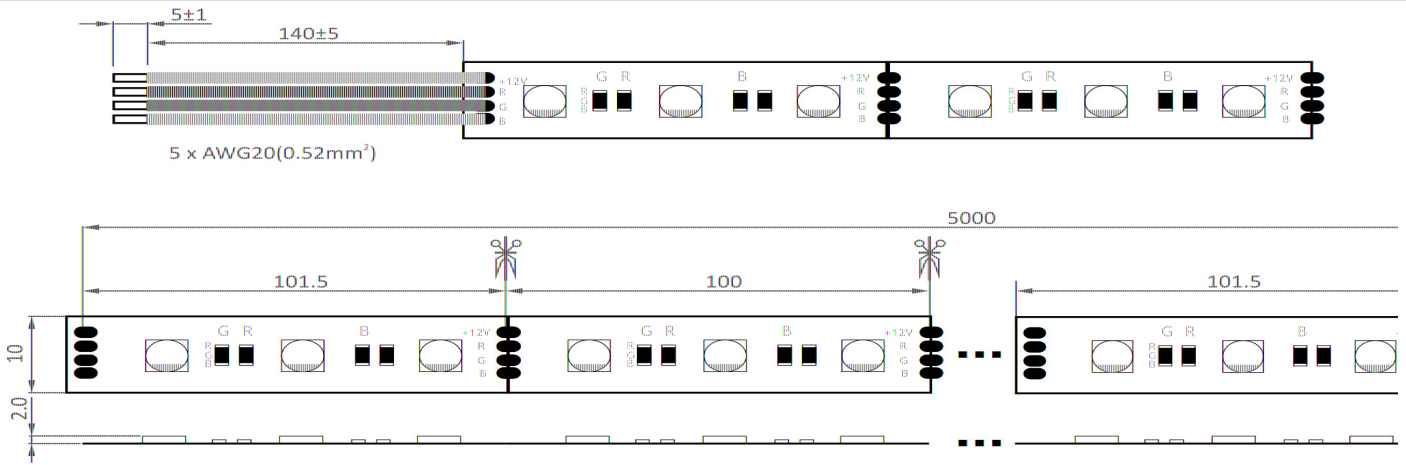 5±1
140±5
+12V G R B +12V G R B +12V
R R G B R R G B R
G G G
B B B
5 x AWG20(0.52mm²)
5000
101.5 100 101.5
G R B +12V G R B +12V G R B
R G B R R G B R R G B
G G
B B
10
2.0